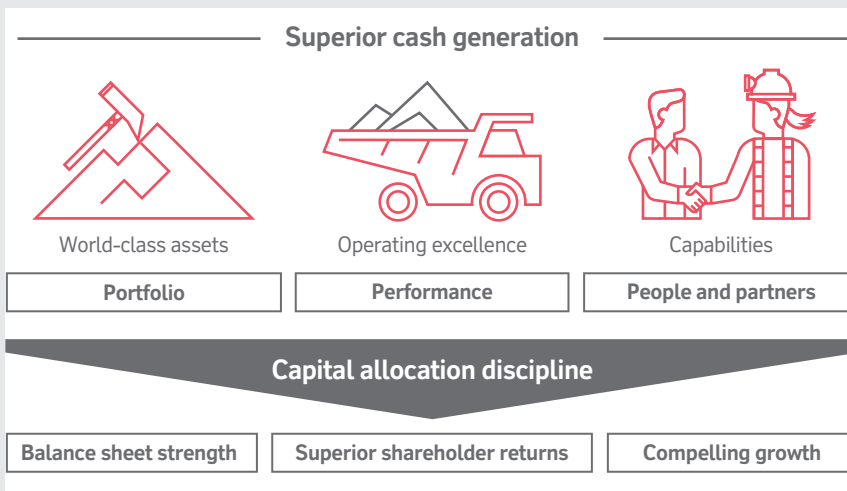 Superior cash generation
World-class assets
Operating excellence
Capabilities
Portfolio
Performance
People and partners
Capital allocation discipline
Balance sheet strength
Superior shareholder returns
Compelling growth